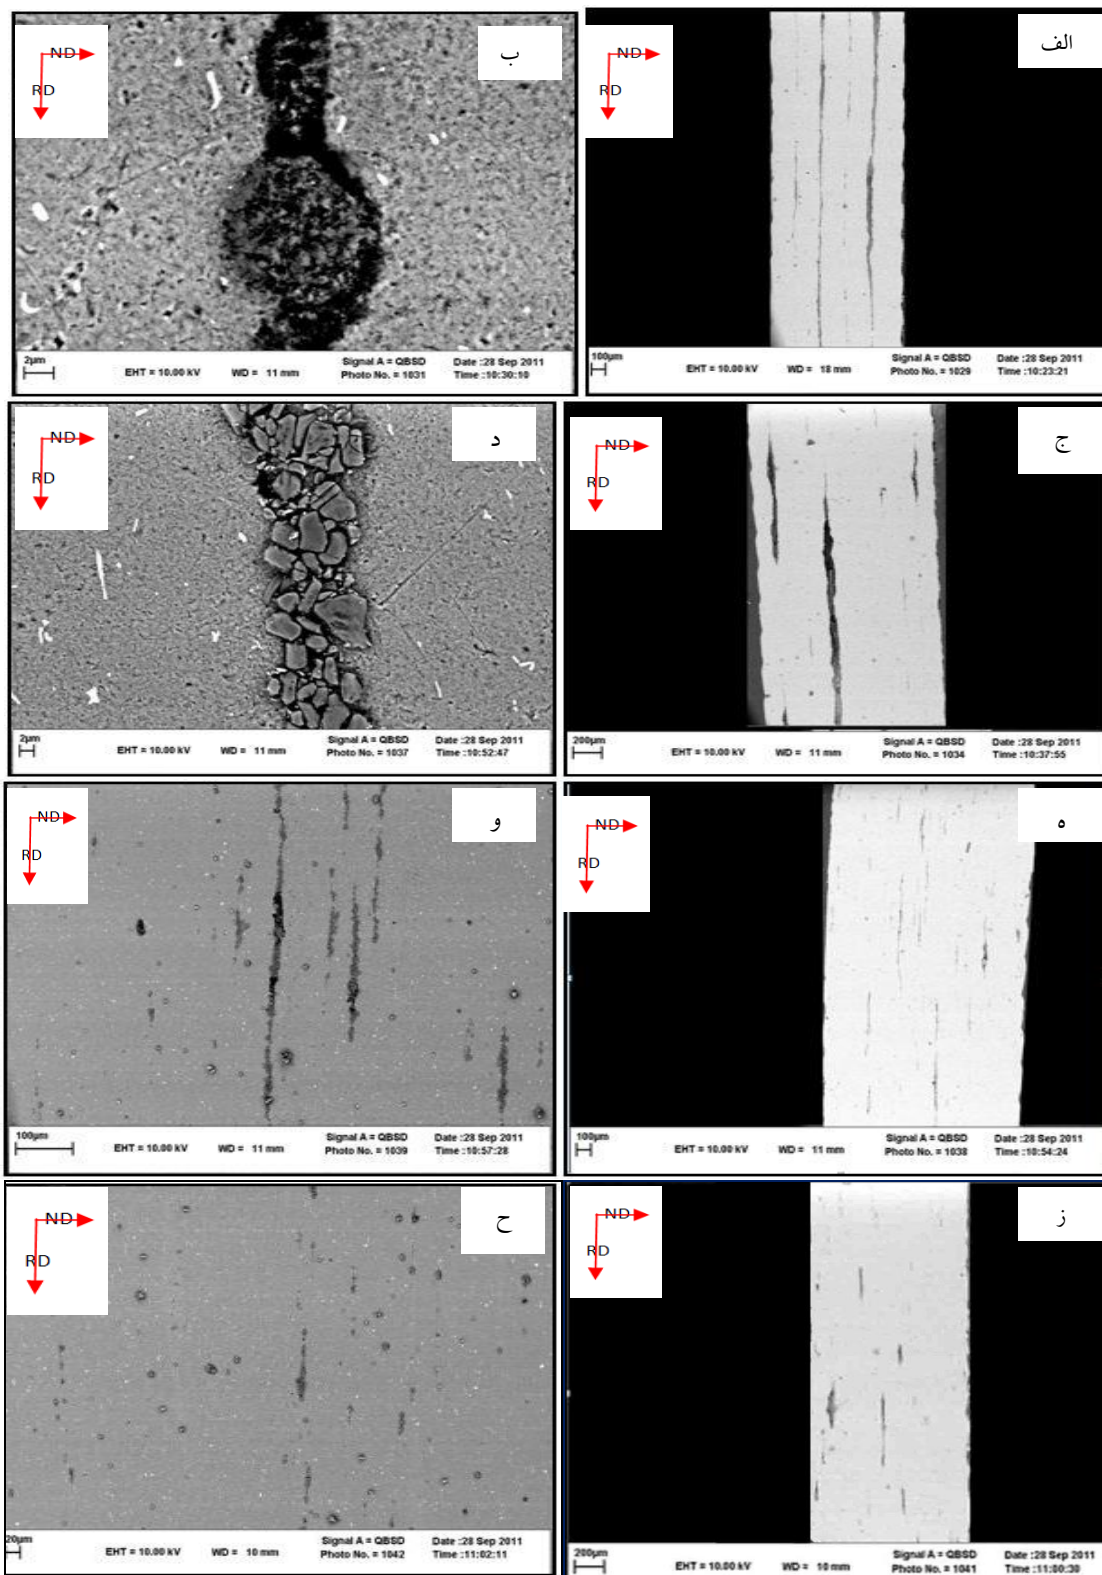 الف
ND
RD
100µm
EHT = 10.00 kV
WD = 18 mm
Signal A = QBSD
Photo No. = 1029
Date :28 Sep 2011
Time :10:23:21
ب
ND
RD
2µm
EHT = 10.00 kV
WD = 11 mm
Signal A = QBSD
Photo No. = 1031
Date :28 Sep 2011
Time :10:30:10
ج
ND
RD
200µm
EHT = 10.00 kV
WD = 11 mm
Signal A = QBSD
Photo No. = 1034
Date :28 Sep 2011
Time :10:37:55
د
ND
RD
2µm
EHT = 10.00 kV
WD = 11 mm
Signal A = QBSD
Photo No. = 1037
Date :28 Sep 2011
Time :10:52:47
ه
ND
RD
100µm
EHT = 10.00 kV
WD = 11 mm
Signal A = QBSD
Photo No. = 1038
Date :28 Sep 2011
Time :10:54:24
و
ND
RD
100µm
EHT = 10.00 kV
WD = 11 mm
Signal A = QBSD
Photo No. = 1039
Date :28 Sep 2011
Time :10:57:28
ز
ND
RD
200µm
EHT = 10.00 kV
WD = 10 mm
Signal A = QBSD
Photo No. = 1041
Date :28 Sep 2011
Time :11:00:30
ح
ND
RD
20µm
EHT = 10.00 kV
WD = 10 mm
Signal A = QBSD
Photo No. = 1042
Date :28 Sep 2011
Time :11:02:11